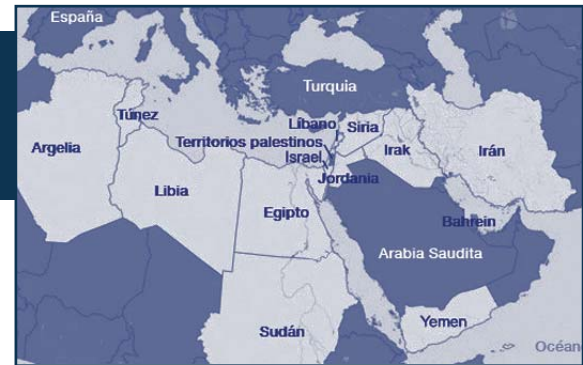 España
Turquia
Túnez
Líbano
Siria
Argelia
Territorios palestinos
Israel
Irak
Irán
Jordania
Libia
Egipto
Bahrein
Arabia Saudita
Sudán
Yemen
Océan